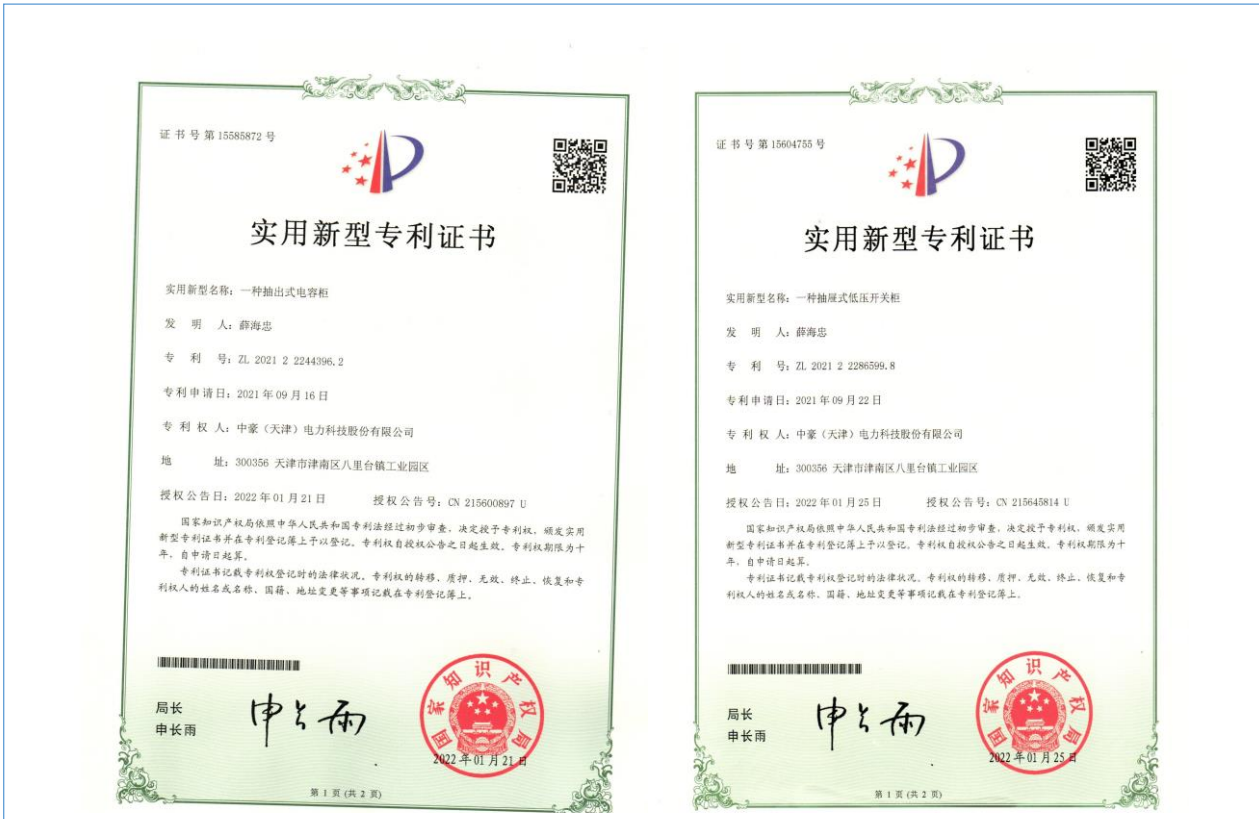 证书号第15585872号
实用新型专利证书
实用新型名称：一种抽出式电容柜
发明人：薛海忠
专利号：ZL 2021 2 2244396.2
专利申请日：2021年09月16日
专利权人：中豪（天津）电力科技股份有限公司
地址：300356 天津市津南区八里台镇工业园区
授权公告日：2022年01月21日 授权公告号：CN 215600897 U
国家知识产权局依照中华人民共和国专利法经过初步审查，决定授予专利权，颁发实用
新型专利证书并在专利登记簿上予以登记。专利权自授权公告之日起生效。专利权期限为十
年，自申请日起算。
专利证书记载专利权登记时的法律状况。专利权的转移、质押、无效、终止、恢复和专
利权人的姓名或名称、国籍、地址变更等事项记载在专利登记簿上。
局长
申长雨
申长雨
国家知识产权局
2022年01月21日
第1页(共2页)
证书号第15604755号
实用新型专利证书
实用新型名称：一种抽屉式低压开关柜
发明人：薛海忠
专利号：ZL 2021 2 2286599.8
专利申请日：2021年09月22日
专利权人：中豪（天津）电力科技股份有限公司
地址：300356 天津市津南区八里台镇工业园区
授权公告日：2022年01月25日 授权公告号：CN 215645814 U
国家知识产权局依照中华人民共和国专利法经过初步审查，决定授予专利权，颁发实用
新型专利证书并在专利登记簿上予以登记。专利权自授权公告之日起生效。专利权期限为十
年，自申请日起算。
专利证书记载专利权登记时的法律状况。专利权的转移、质押、无效、终止、恢复和专
利权人的姓名或名称、国籍、地址变更等事项记载在专利登记簿上。
局长
申长雨
申长雨
国家知识产权局
2022年01月25日
第1页(共2页)